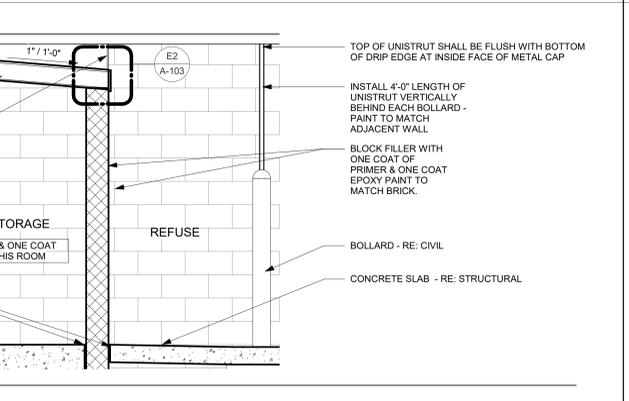 1" / 1'-0"
E2
A-103
TOP OF UNISTRUT SHALL BE FLUSH WITH BOTTOM
OF DRIP EDGE AT INSIDE FACE OF METAL CAP
INSTALL 4'-0" LENGTH OF
UNISTRUT VERTICALLY
BEHIND EACH BOLLARD -
PAINT TO MATCH
ADJACENT WALL
BLOCK FILLER WITH
ONE COAT OF
PRIMER & ONE COAT
EPOXY PAINT TO
MATCH BRICK.
TORAGE
& ONE COAT
HIS ROOM
REFUSE
BOLLARD - RE: CIVIL
CONCRETE SLAB - RE: STRUCTURAL